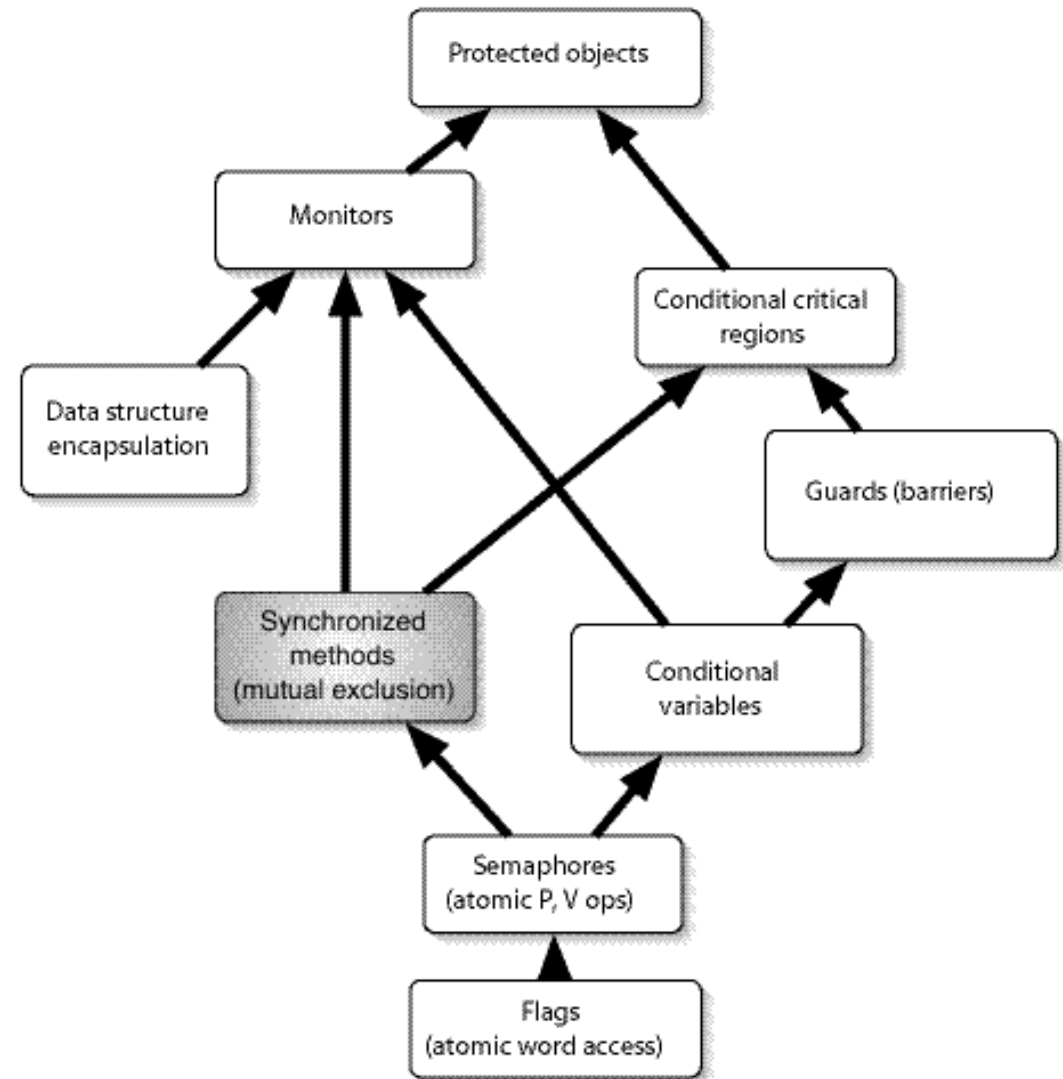 Protected objects
Monitors
Conditional critical
regions
Data structure
encapsulation
Guards (barriers)
Synchronized
methods
(mutual exclusion)
Conditional
variables
Semaphores
(atomic P, V ops)
Flags
(atomic word access)